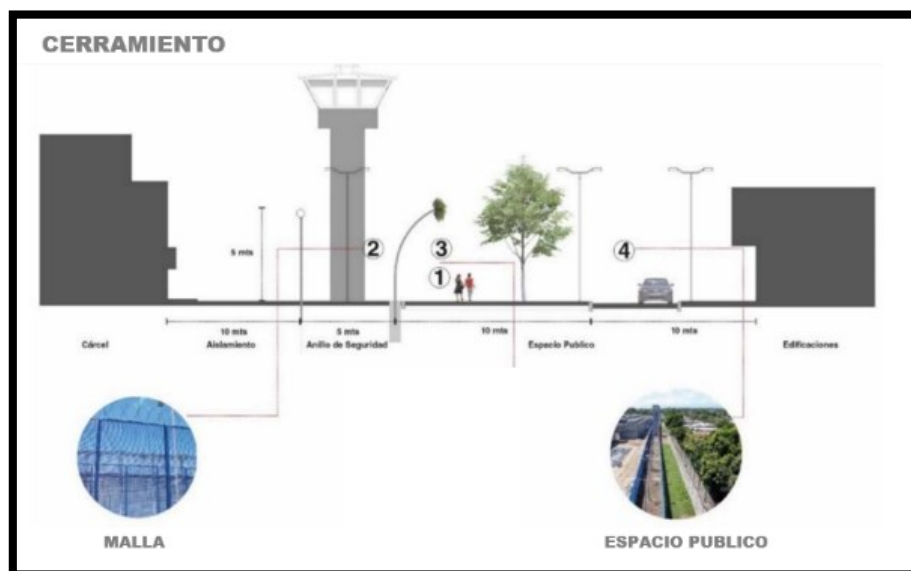 CERRAMIENTO
5 mts
2
3
1
4
10 mts
5 mts
10 mts
10 mts
Cárcel
Aislamiento
Anillo de Seguridad
Espacio Publico
Edificaciones
MALLA
ESPACIO PUBLICO